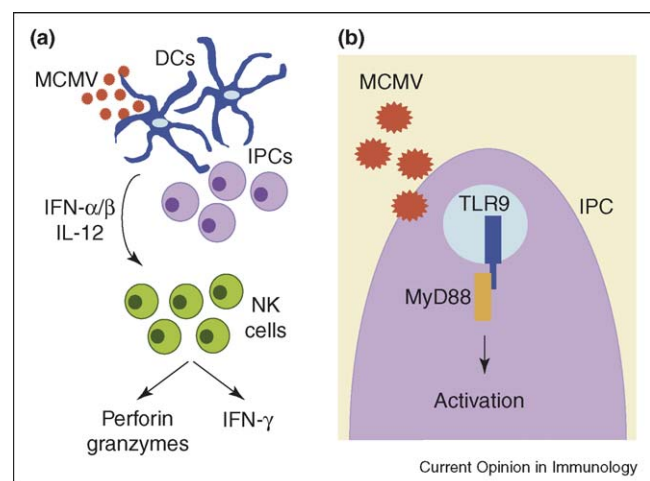 (a)
DCs
MCMV
IPCs
IFN-α/β
IL-12
NK
cells
Perforin
granzymes
IFN-γ
(b)
MCMV
TLR9
IPC
MyD88
Activation
Current Opinion in Immunology